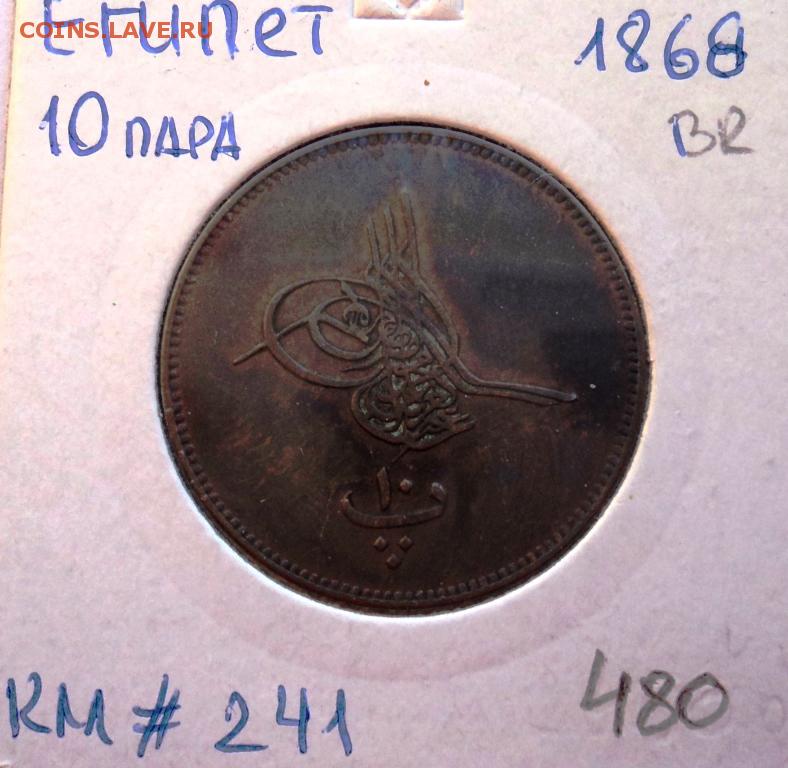 COINS.LAVE.RU
Египет
1868
10 ПАРА
BR
١٠
پ
KM # 241
480